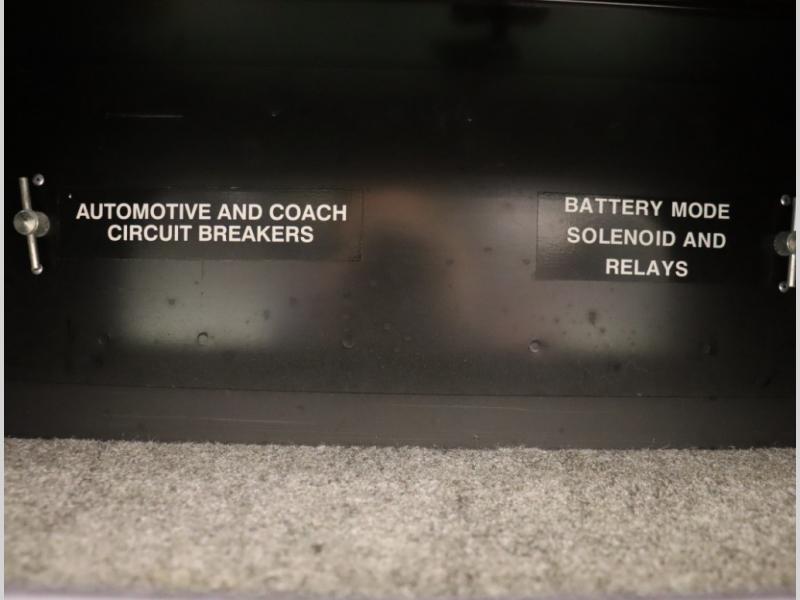 AUTOMOTIVE AND COACH
CIRCUIT BREAKERS
BATTERY MODE
SOLENOID AND
RELAYS